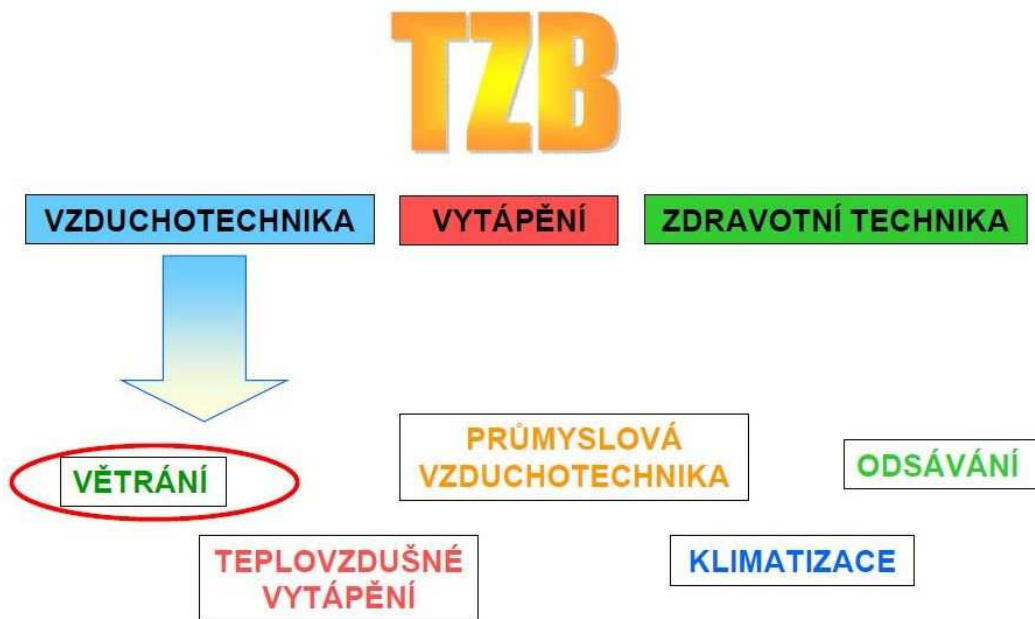 TZB
VZDUCHOTECHNIKA
VYTÁPĚNÍ
ZDRAVOTNÍ TECHNIKA
VĚTRÁNÍ
PRŮMYSLOVÁ
VZDUCHOTECHNIKA
ODSÁVÁNÍ
TEPLOVZDUŠNÉ
VYTÁPĚNÍ
KLIMATIZACE